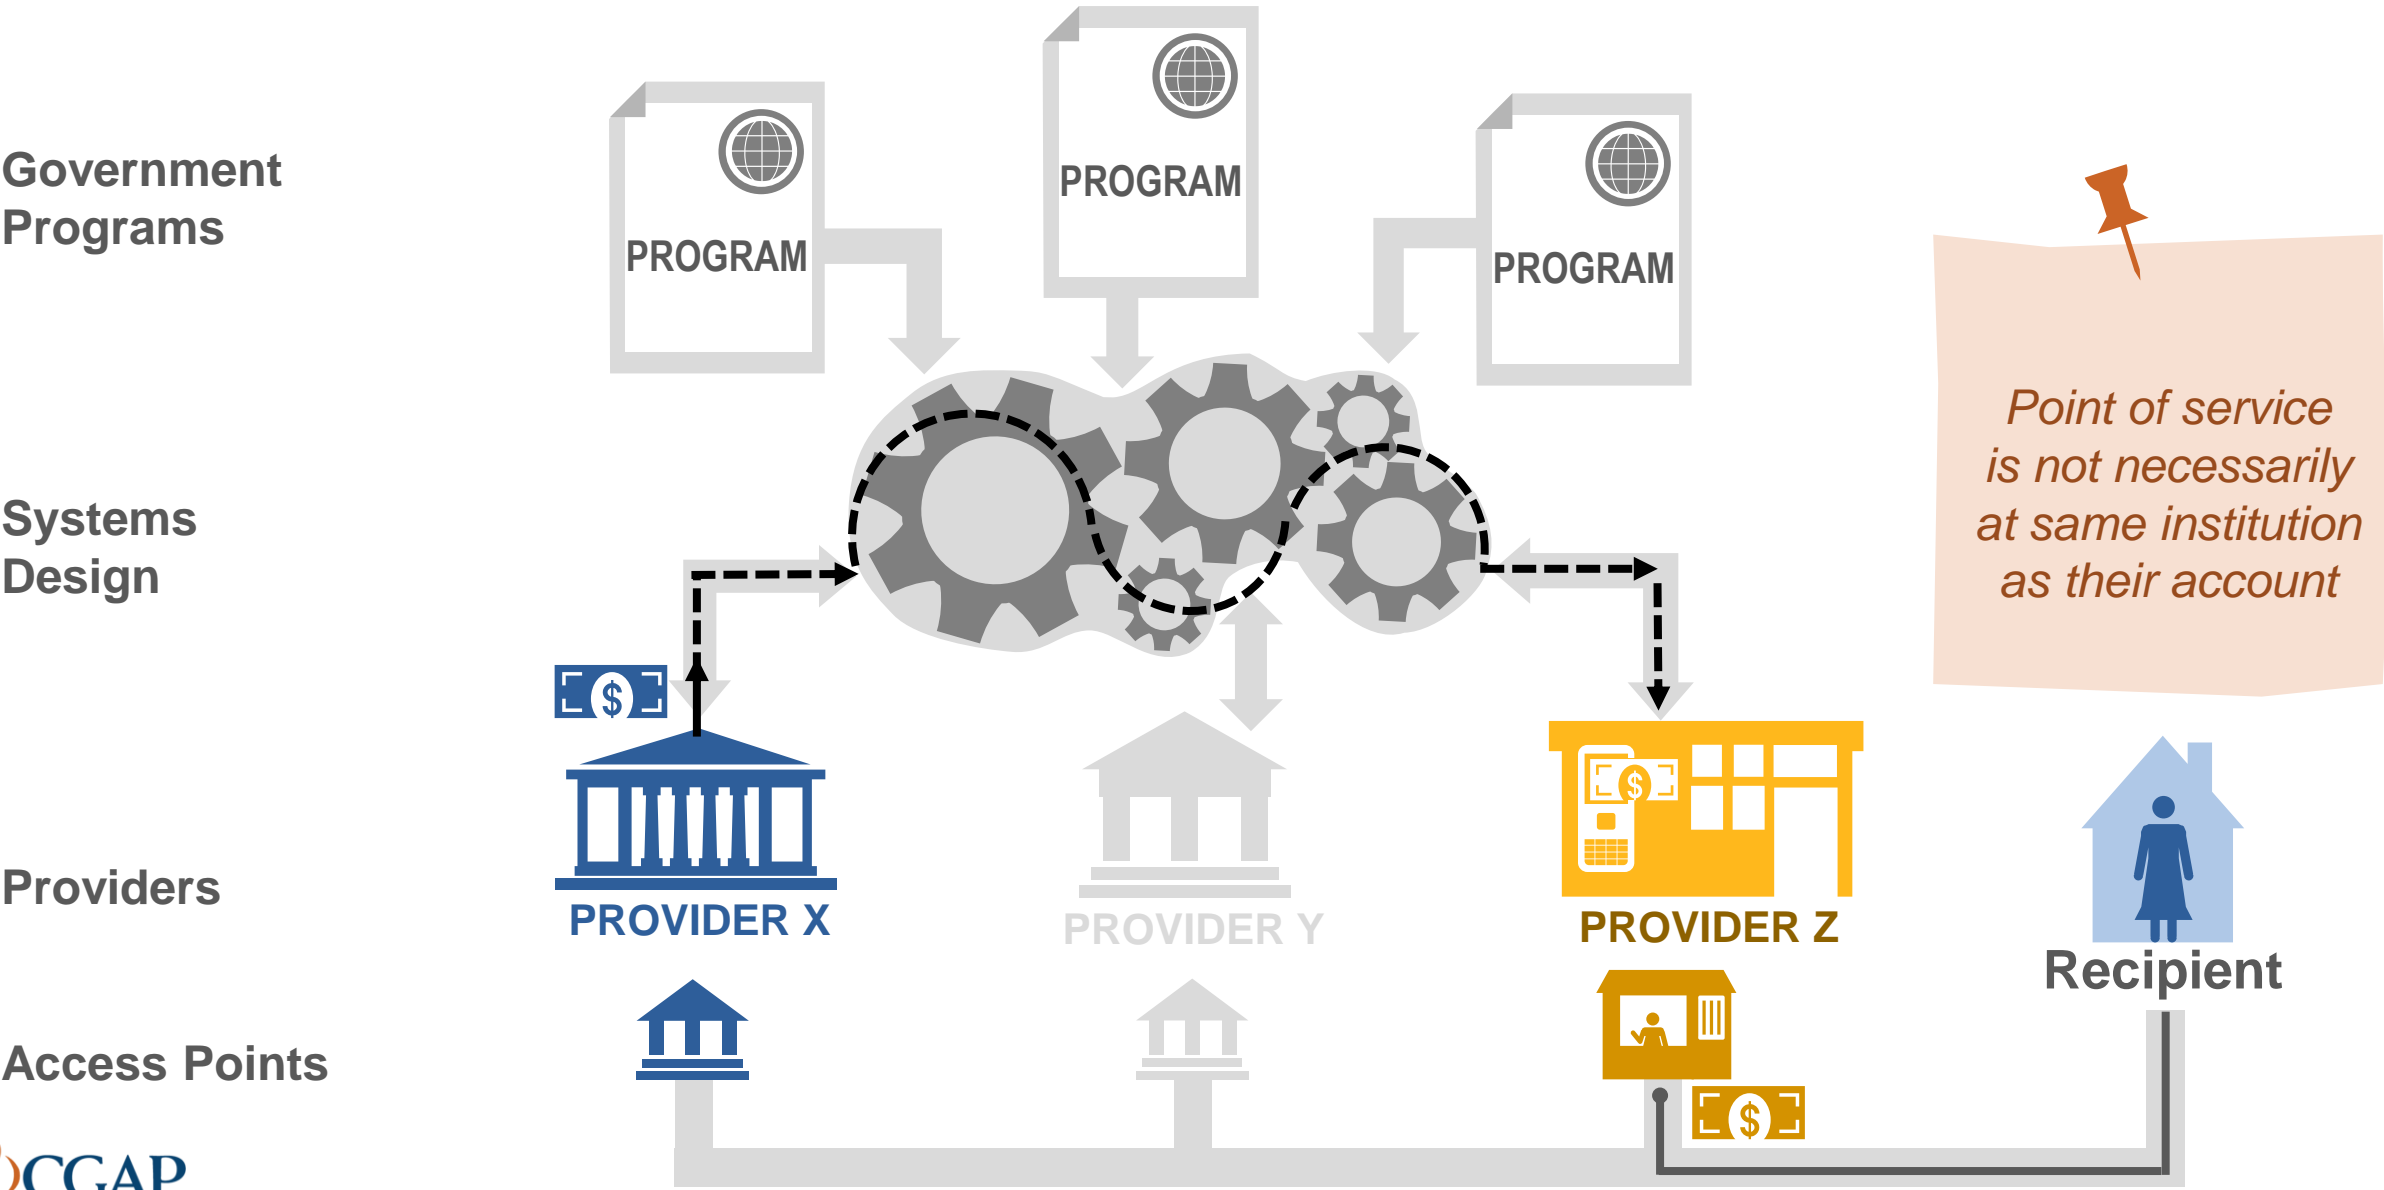 Government
Programs
PROGRAM
PROGRAM
PROGRAM
Point of service
is not necessarily
at same institution
as their account
Systems
Design
$
$
Providers
PROVIDER X
PROVIDER Y
PROVIDER Z
Recipient
Access Points
$
CGAP